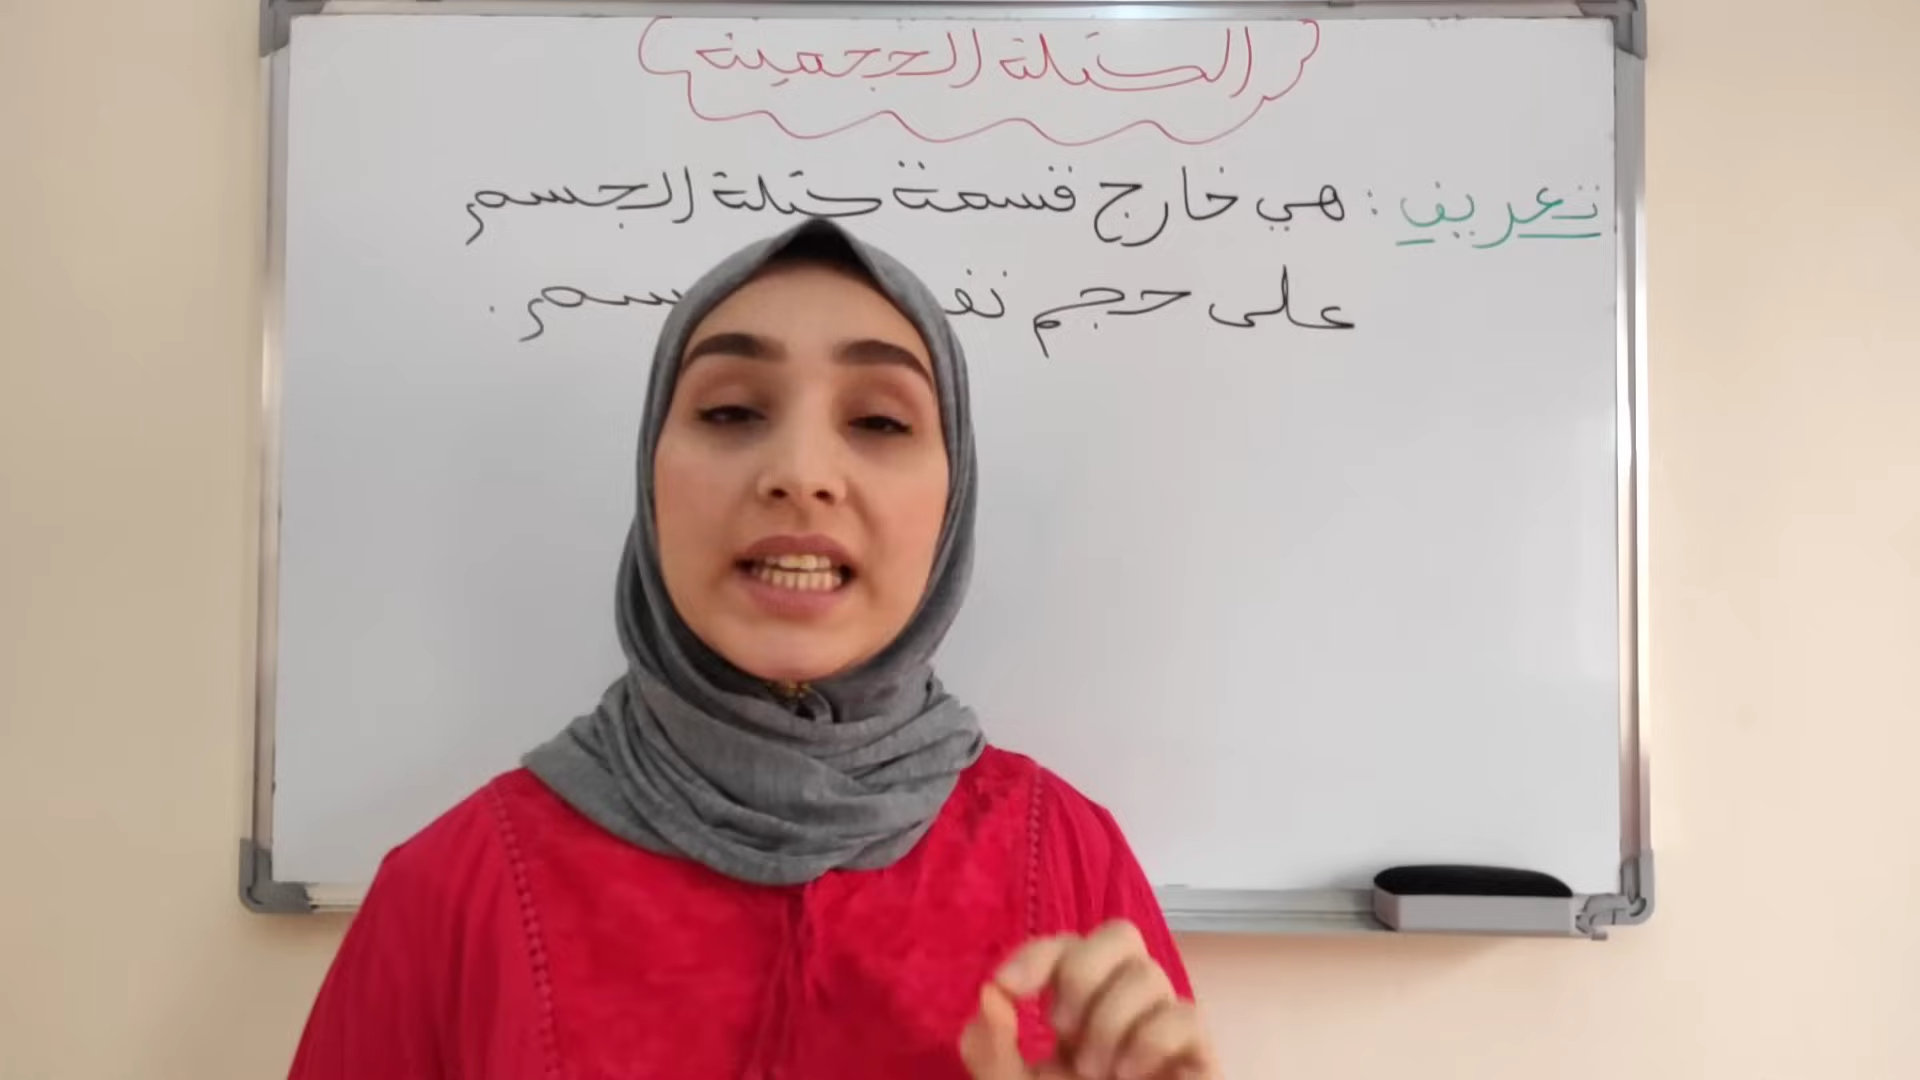 الكتلة الحجمية
تعريف : هي خارج قسمة كتلة الجسم
على حجم